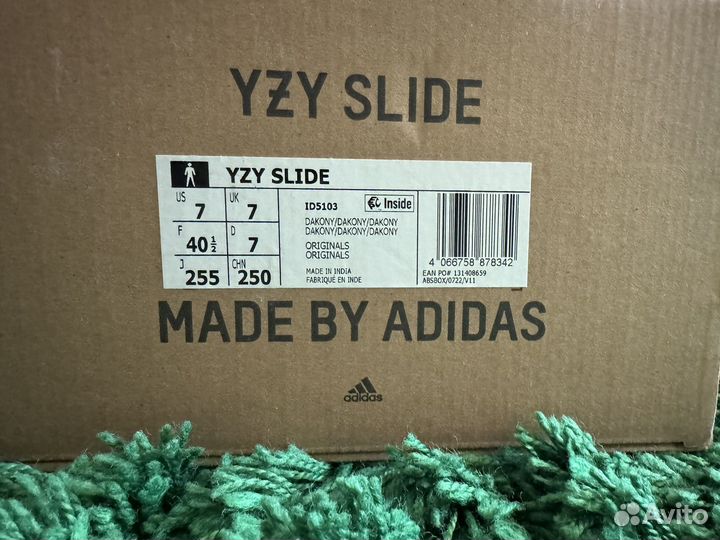 YZY SLIDE
YZY SLIDE
US 7 UK 7
F 40½ D 7
J 255 CHN 250
ID5103 Inside
DAKONY/DAKONY/DAKONY
DAKONY/DAKONY/DAKONY
ORIGINALS
ORIGINALS
MADE IN INDIA
FABRIQUÉ EN INDE
4 066758 878342
EAN PO# 131408659
ABSBOX/0722/V11
MADE BY ADIDAS
adidas
Avito